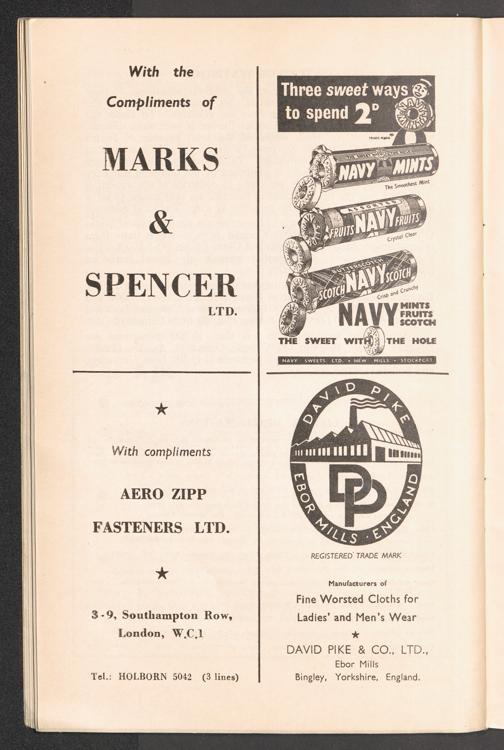 With the
Compliments of
MARKS
&
SPENCER
LTD.
Three sweet ways
to spend 2D
NAVY MINTS
The Smoothest Mint
ASSORTED
FRUITS NAVY FRUITS
Crystal Clear
BUTTERSCOTCH
SCOTCH NAVY SCOTCH
Crisp and Crunchy
NAVY MINTS
FRUITS
SCOTCH
THE SWEET WITH THE HOLE
NAVY SWEETS LTD. • NEW MILLS • STOCKPORT
★
With compliments
AERO ZIPP
FASTENERS LTD.
★
3-9, Southampton Row,
London, W.C.1
Tel.: HOLBORN 5042 (3 lines)
DAVID PIKE
DP
EBOR MILLS · ENGLAND
REGISTERED TRADE MARK
Manufacturers of
Fine Worsted Cloths for
Ladies' and Men's Wear
★
DAVID PIKE & CO., LTD.,
Ebor Mills
Bingley, Yorkshire, England.